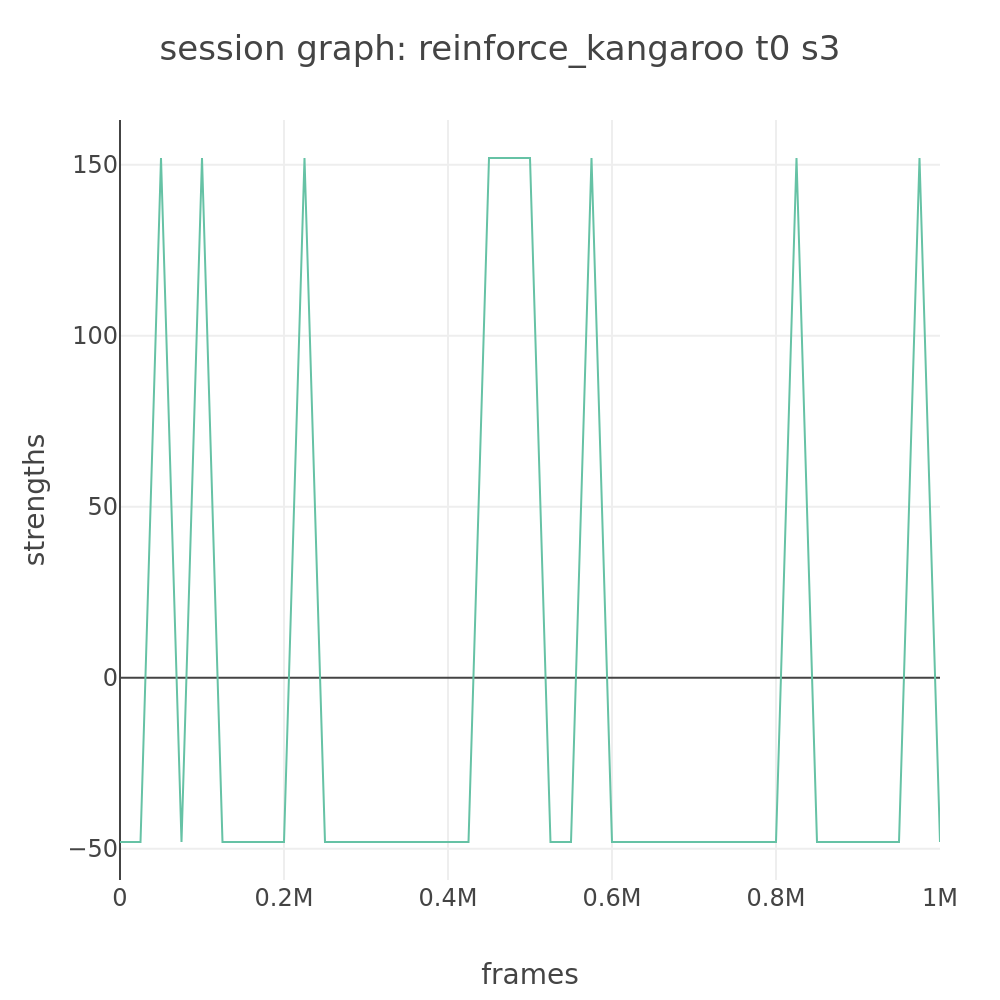 session graph: reinforce_kangaroo t0 s3
150
100
50
0
−50
strengths
0 0.2M 0.4M 0.6M 0.8M 1M
frames